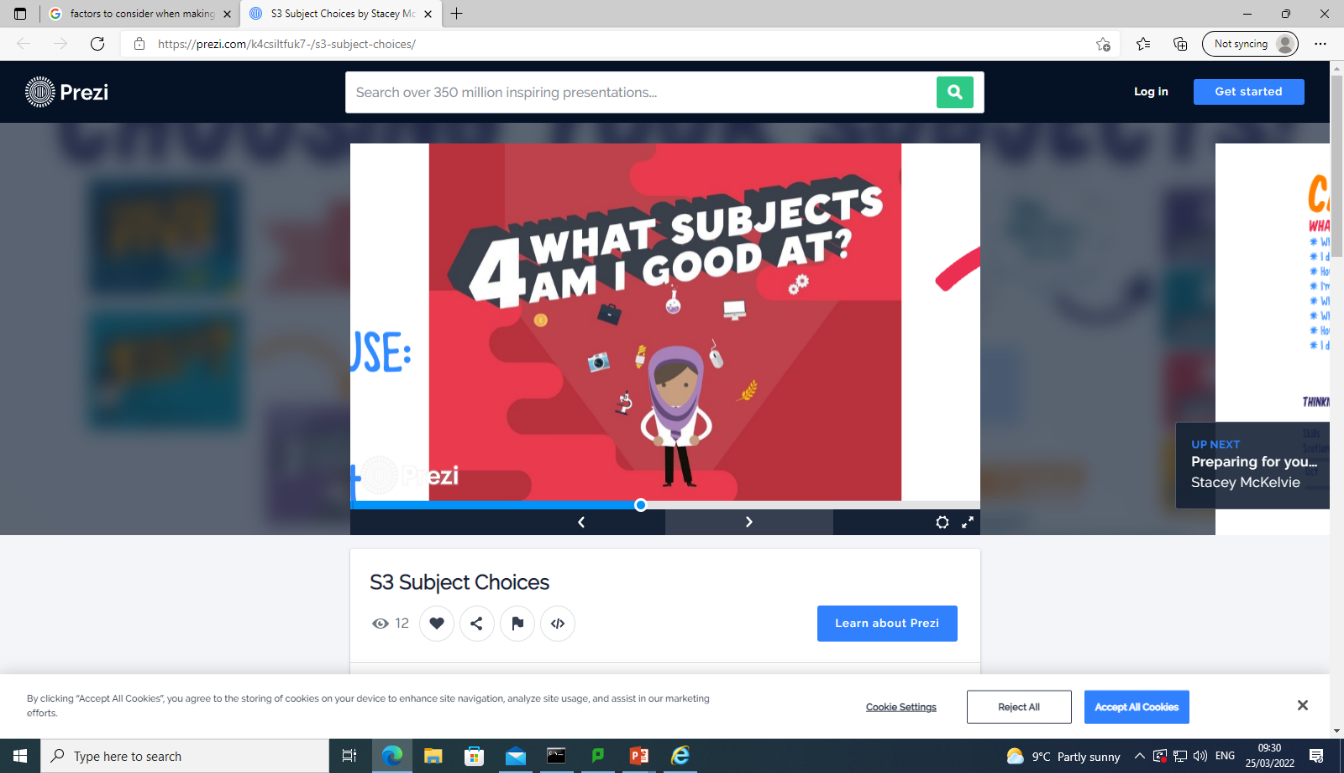 factors to consider when making
S3 Subject Choices by Stacey Mc
https://prezi.com/k4csiltfuk7-/s3-subject-choices/
Not syncing
Prezi
Search over 350 million inspiring presentations...
Log in
Get started
CHOOSING YOUR SUBJECTS
4 WHAT SUBJECTS
AM I GOOD AT?
USE:
Prezi
WHA
THINKI
UP NEXT
Preparing for you...
Stacey McKelvie
S3 Subject Choices
12
Learn about Prezi
By clicking "Accept All Cookies", you agree to the storing of cookies on your device to enhance site navigation, analyze site usage, and assist in our marketing
efforts.
Cookie Settings
Reject All
Accept All Cookies
Type here to search
9°C Partly sunny
ENG
09:30
25/03/2022